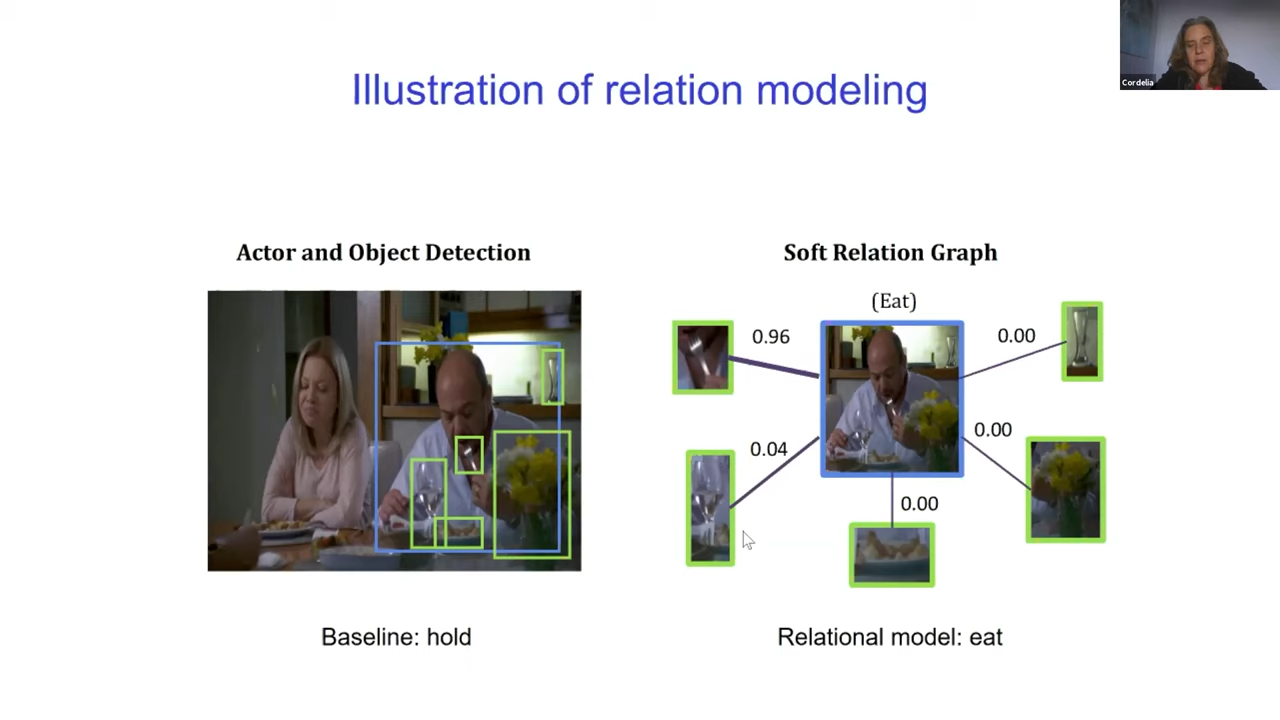 Cordelia
Illustration of relation modeling
Actor and Object Detection
Soft Relation Graph
(Eat)
0.96
0.00
0.04
0.00
0.00
Baseline: hold
Relational model: eat